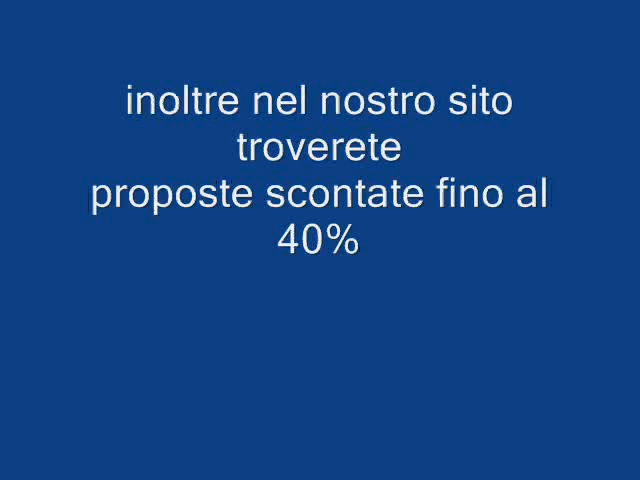 inoltre nel nostro sito
troverete
proposte scontate fino al
40%